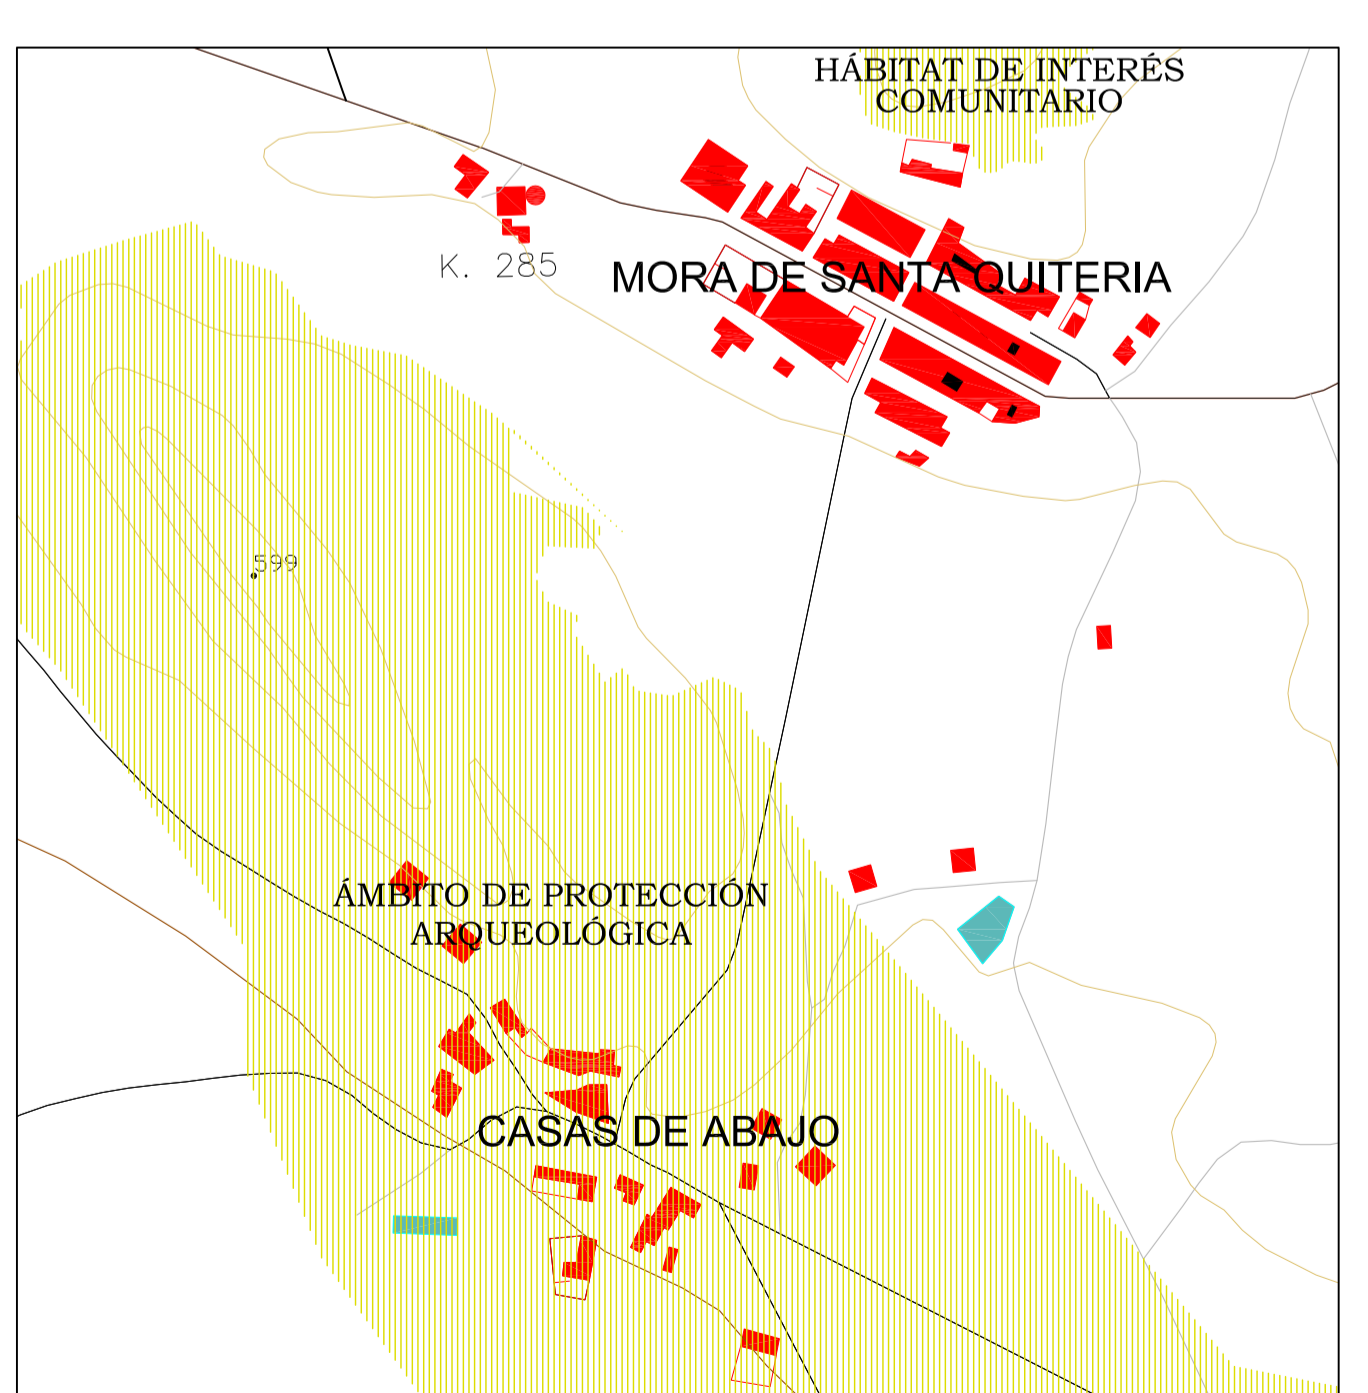 HÁBITAT DE INTERÉS
COMUNITARIO
K. 285
MORA DE SANTA QUITERIA
599
ÁMBITO DE PROTECCIÓN
ARQUEOLÓGICA
CASAS DE ABAJO